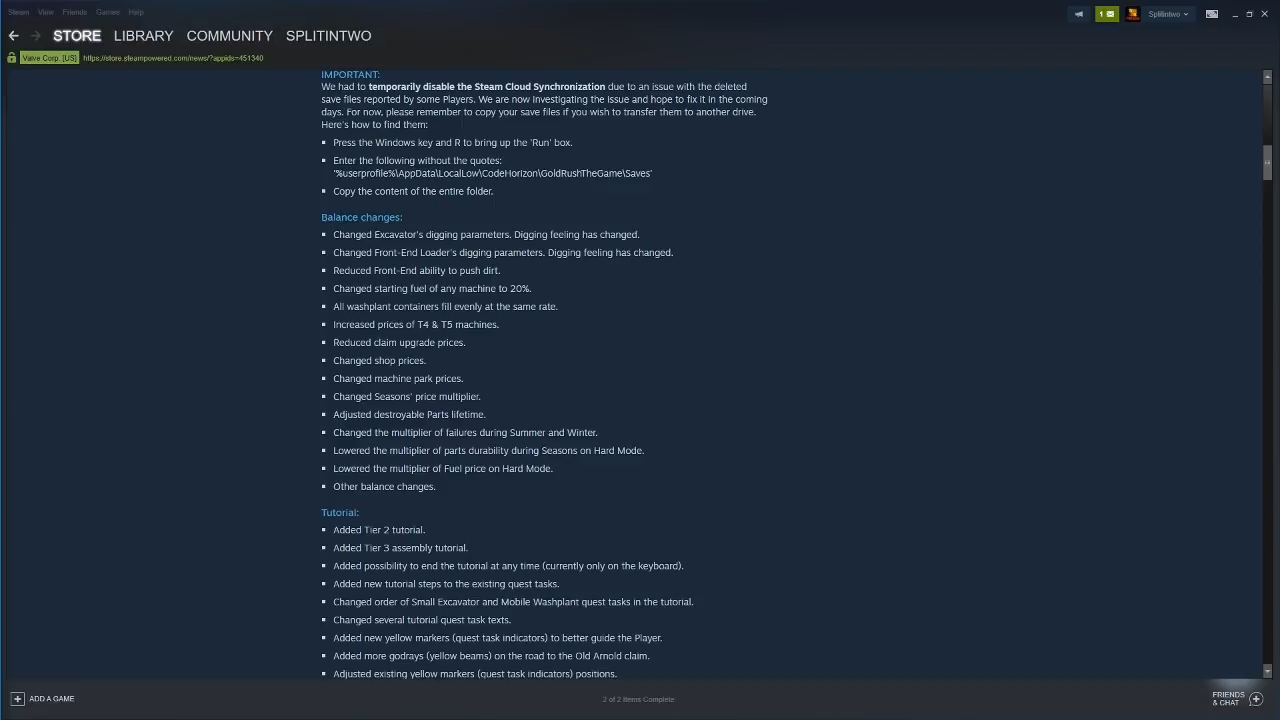 Steam View Friends Games Help
1 Splitintwo
STORE LIBRARY COMMUNITY SPLITINTWO
Valve Corp. [US] https://store.steampowered.com/news/?appids=451340
IMPORTANT:
We had to temporarily disable the Steam Cloud Synchronization due to an issue with the deleted
save files reported by some Players. We are now investigating the issue and hope to fix it in the coming
days. For now, please remember to copy your save files if you wish to transfer them to another drive.
Here's how to find them:
▪ Press the Windows key and R to bring up the 'Run' box.
▪ Enter the following without the quotes:
'%userprofile%\AppData\LocalLow\CodeHorizon\GoldRushTheGame\Saves'
▪ Copy the content of the entire folder.
Balance changes:
▪ Changed Excavator's digging parameters. Digging feeling has changed.
▪ Changed Front-End Loader's digging parameters. Digging feeling has changed.
▪ Reduced Front-End ability to push dirt.
▪ Changed starting fuel of any machine to 20%.
▪ All washplant containers fill evenly at the same rate.
▪ Increased prices of T4 & T5 machines.
▪ Reduced claim upgrade prices.
▪ Changed shop prices.
▪ Changed machine park prices.
▪ Changed Seasons' price multiplier.
▪ Adjusted destroyable Parts lifetime.
▪ Changed the multiplier of failures during Summer and Winter.
▪ Lowered the multiplier of parts durability during Seasons on Hard Mode.
▪ Lowered the multiplier of Fuel price on Hard Mode.
▪ Other balance changes.
Tutorial:
▪ Added Tier 2 tutorial.
▪ Added Tier 3 assembly tutorial.
▪ Added possibility to end the tutorial at any time (currently only on the keyboard).
▪ Added new tutorial steps to the existing quest tasks.
▪ Changed order of Small Excavator and Mobile Washplant quest tasks in the tutorial.
▪ Changed several tutorial quest task texts.
▪ Added new yellow markers (quest task indicators) to better guide the Player.
▪ Added more godrays (yellow beams) on the road to the Old Arnold claim.
▪ Adjusted existing yellow markers (quest task indicators) positions.
ADD A GAME
2 of 2 Items Complete
FRIENDS
& CHAT